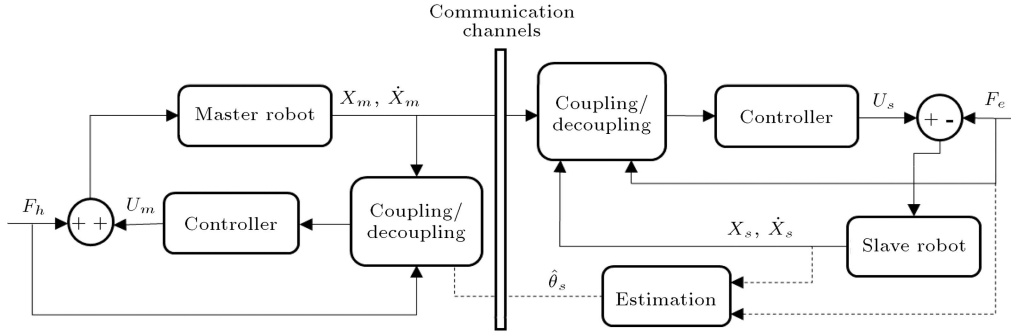 Communication
channels
Master robot
X_m, Ẋ_m
Coupling/
decoupling
Controller
U_s
+ -
F_e
F_h
+ +
U_m
Controller
Coupling/
decoupling
X_s, Ẋ_s
Slave robot
θ̂_s
Estimation